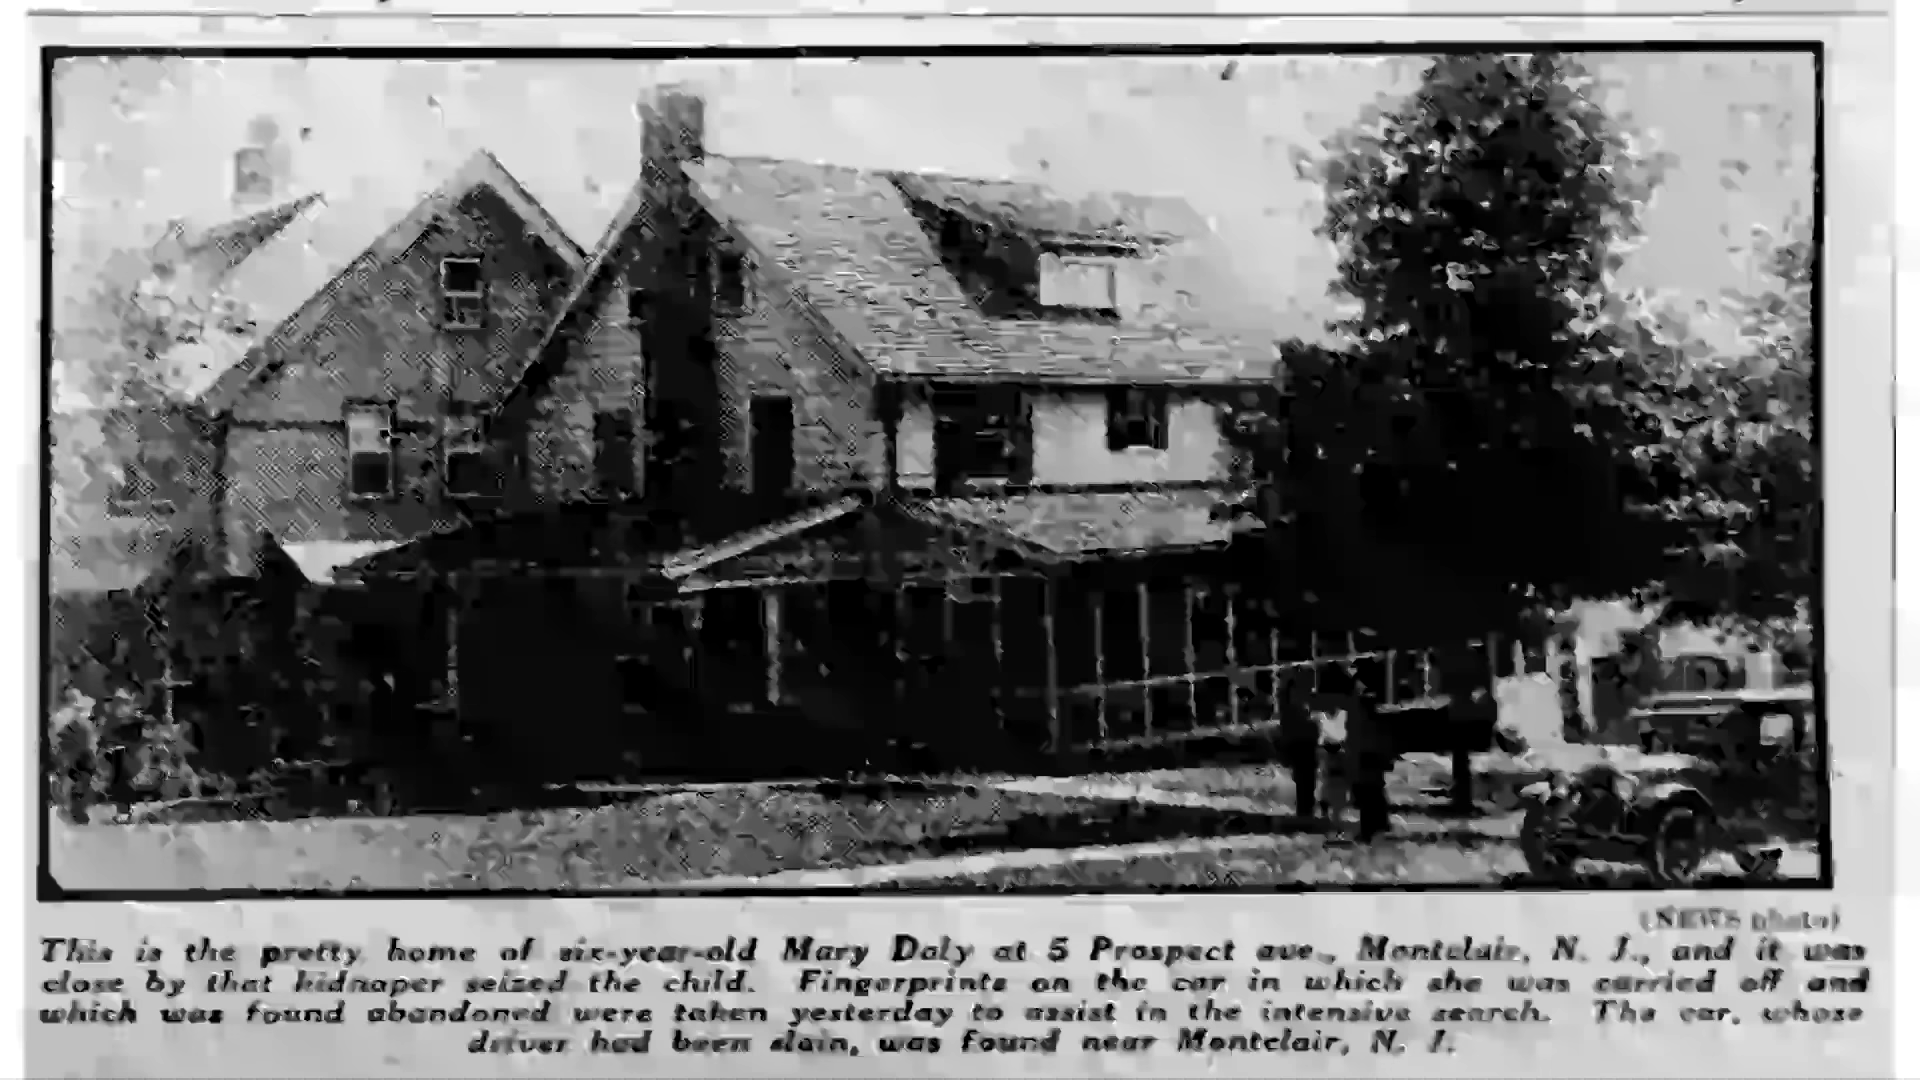 (NEWS photo)
This is the pretty home of six-year-old Mary Daly at 5 Prospect ave., Montclair, N. J., and it was
close by that kidnaper seized the child. Fingerprints on the car in which she was carried off and
which was found abandoned were taken yesterday to assist in the intensive search. The car, whose
driver had been slain, was found near Montclair, N. J.